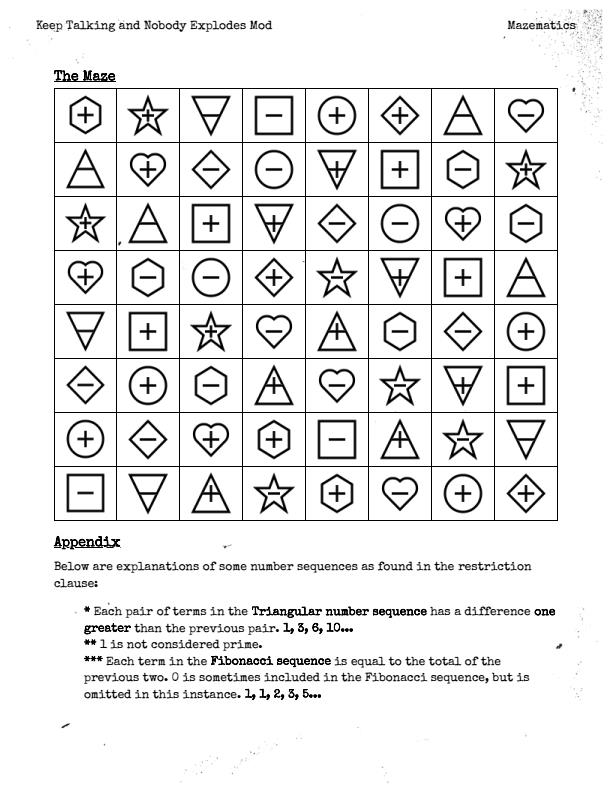 Keep Talking and Nobody Explodes Mod
Mazematics
The Maze
Appendix
Below are explanations of some number sequences as found in the restriction
clause:
* Each pair of terms in the Triangular number sequence has a difference one
greater than the previous pair. 1, 3, 6, 10...
** 1 is not considered prime.
*** Each term in the Fibonacci sequence is equal to the total of the
previous two. 0 is sometimes included in the Fibonacci sequence, but is
omitted in this instance. 1, 1, 2, 3, 5...